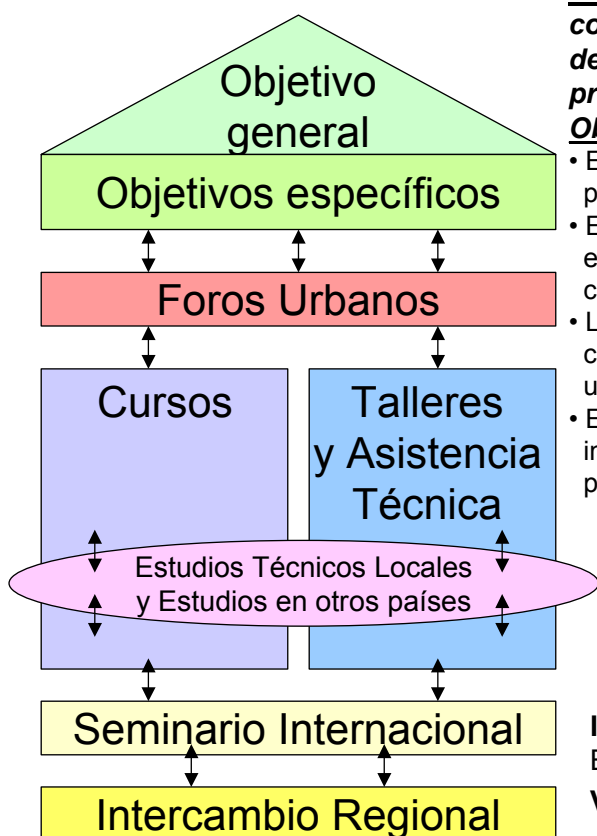 Objetivo
general
Objetivos específicos
Foros Urbanos
Cursos
Talleres
y Asistencia
Técnica
Estudios Técnicos Locales
y Estudios en otros países
Seminario Internacional
Intercambio Regional